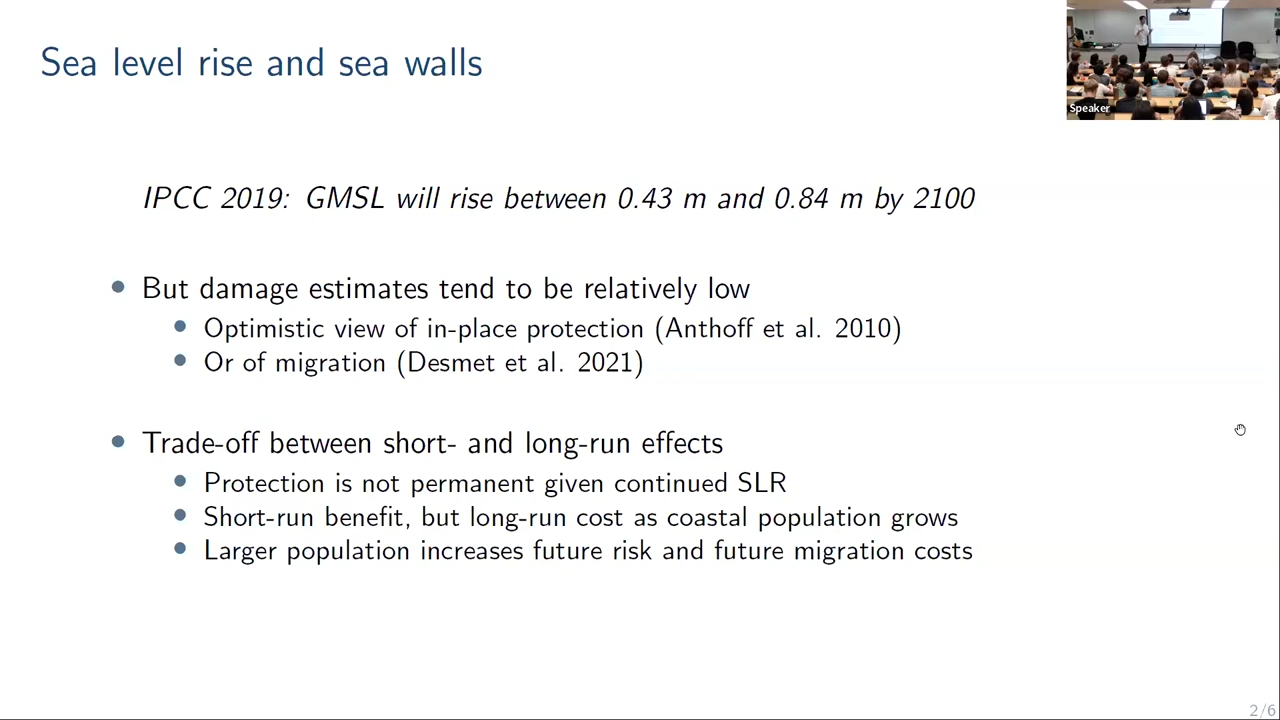 Sea level rise and sea walls
Speaker
IPCC 2019: GMSL will rise between 0.43 m and 0.84 m by 2100
• But damage estimates tend to be relatively low
• Optimistic view of in-place protection (Anthoff et al. 2010)
• Or of migration (Desmet et al. 2021)
• Trade-off between short- and long-run effects
• Protection is not permanent given continued SLR
• Short-run benefit, but long-run cost as coastal population grows
• Larger population increases future risk and future migration costs
2/6